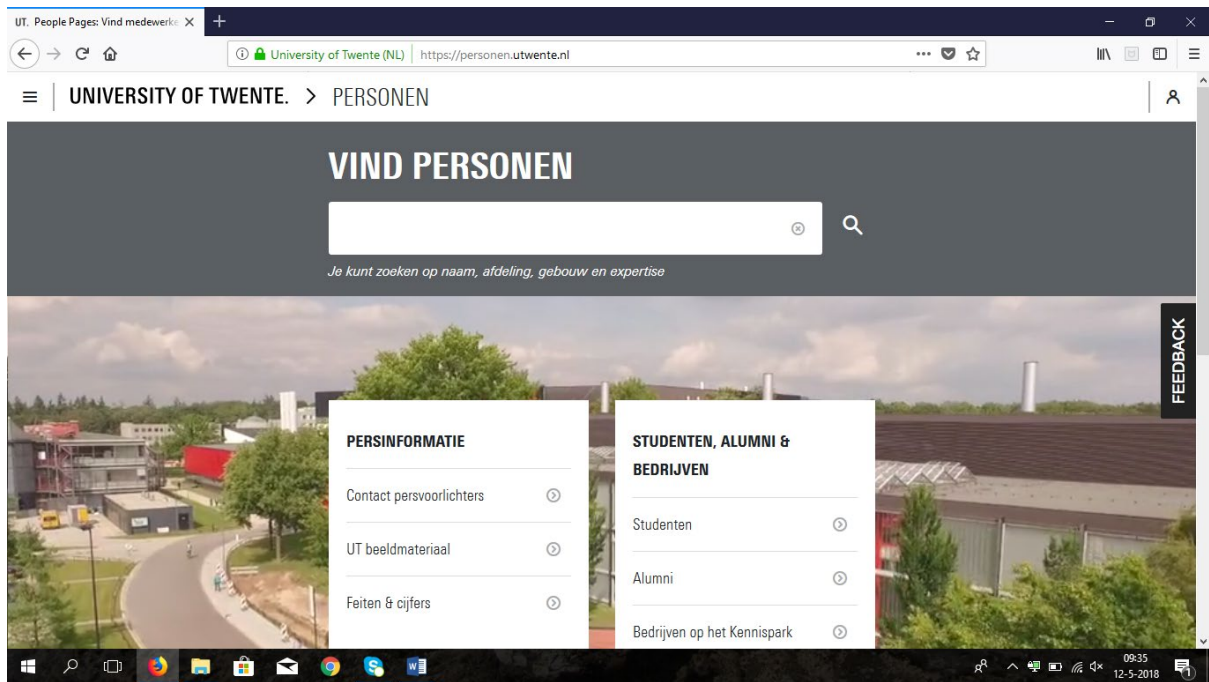 UT. People Pages: Vind medewerke
University of Twente (NL) https://personen.utwente.nl
UNIVERSITY OF TWENTE. > PERSONEN
VIND PERSONEN
Je kunt zoeken op naam, afdeling, gebouw en expertise
FEEDBACK
PERSINFORMATIE
Contact persvoorlichters
UT beeldmateriaal
Feiten & cijfers
STUDENTEN, ALUMNI &
BEDRIJVEN
Studenten
Alumni
Bedrijven op het Kennispark
09:35
12-5-2018